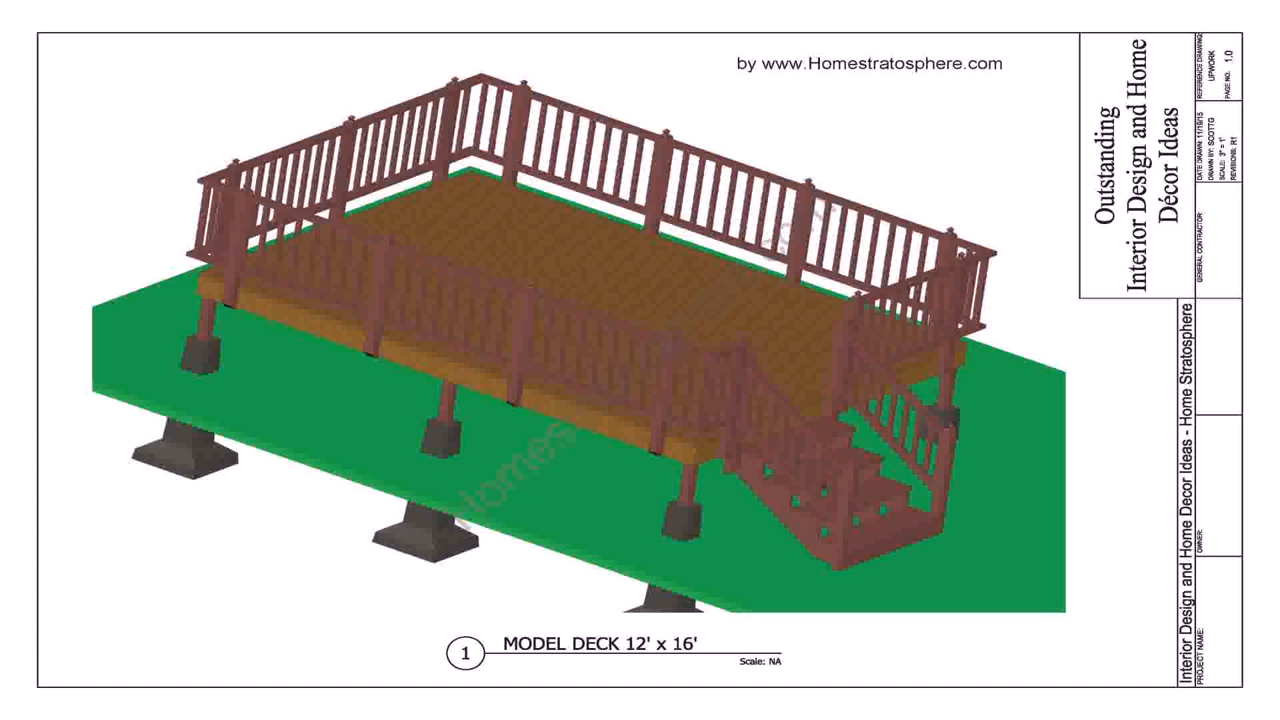 by www.Homestratosphere.com
Outstanding
Interior Design and Home
Décor Ideas
REFERENCE DRAWING:
UPWORK
PAGE NO. 1.0
DATE DRAWN: 11/19/15
DRAWN BY: SCOTTG
SCALE: 3" = 1'
REVISIONS: R1
GENERAL CONTRACTOR:
OWNER:
Interior Design and Home Decor Ideas - Home Stratosphere
PROJECT NAME:
1
MODEL DECK 12' x 16'
Scale: NA